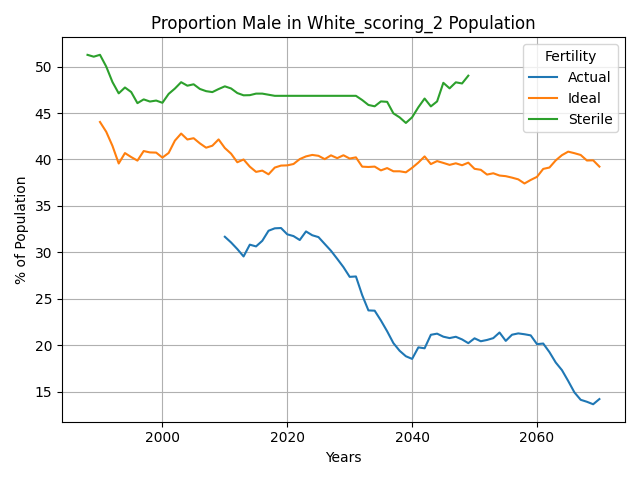 Proportion Male in White_scoring_2 Population
% of Population
50
45
40
35
30
25
20
15
Fertility
Actual
Ideal
Sterile
2000
2020
2040
2060
Years